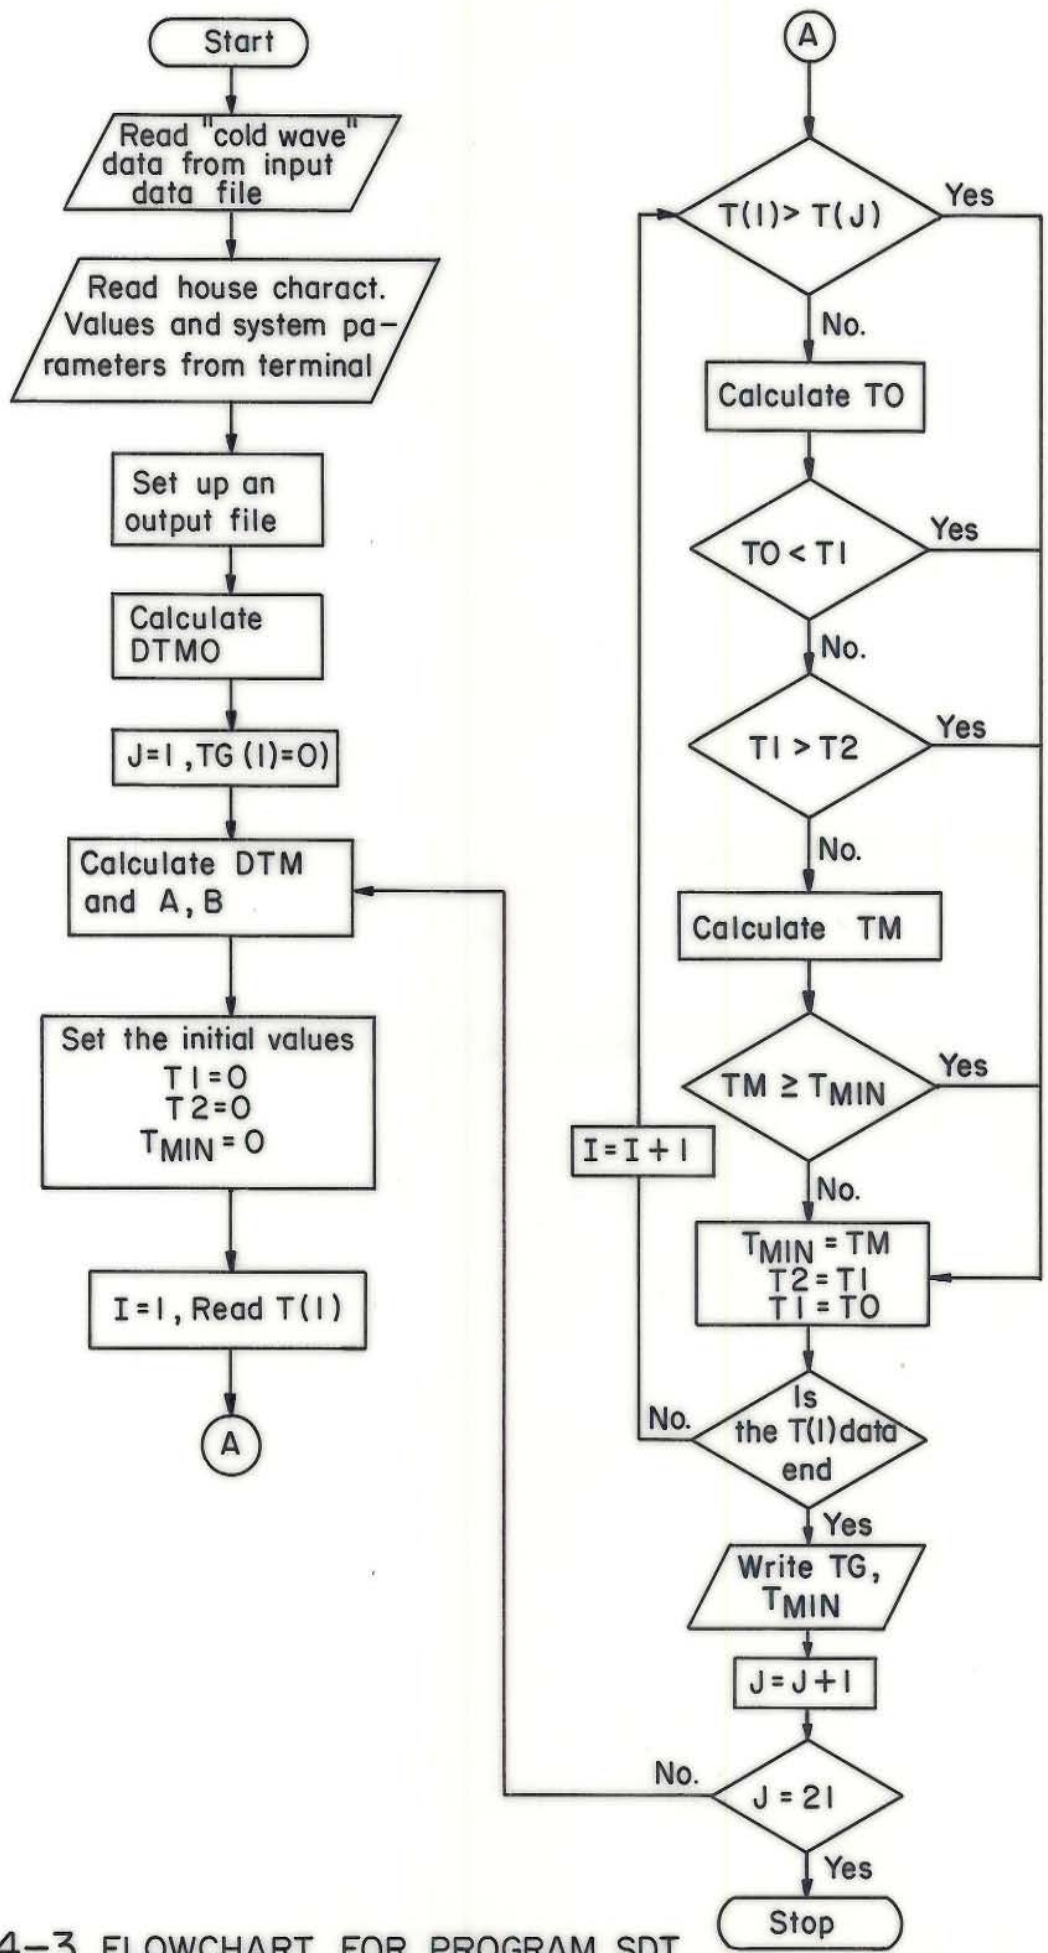 Start
Read "cold wave"
data from input
data file
Read house charact.
Values and system pa-
rameters from terminal
Set up an
output file
Calculate
DTMO
J=1,TG(1)=0)
Calculate DTM
and A,B
Set the initial values
T1=0
T2=0
TMIN=0
I=1, Read T(1)
A
A
T(I)> T(J)
Yes
No.
Calculate TO
TO < T1
Yes
No.
T1 > T2
Yes
No.
Calculate TM
TM ≥ TMIN
Yes
No.
I=I+1
TMIN = TM
T2=T1
T1=TO
Is
the T(I) data
end
No.
Yes
Write TG,
TMIN
J=J+1
J = 21
No.
Yes
Stop
4-3 FLOWCHART FOR PROGRAM SDT